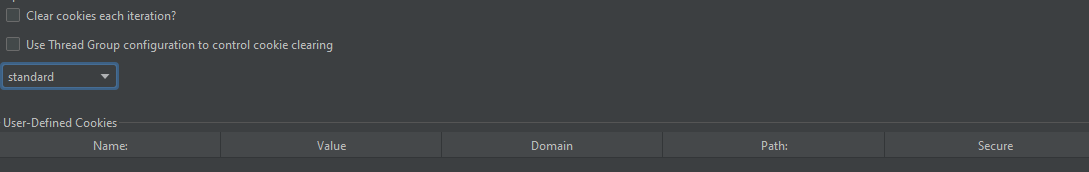 Clear cookies each iteration?
Use Thread Group configuration to control cookie clearing
standard
User-Defined Cookies
Name: Value Domain Path: Secure